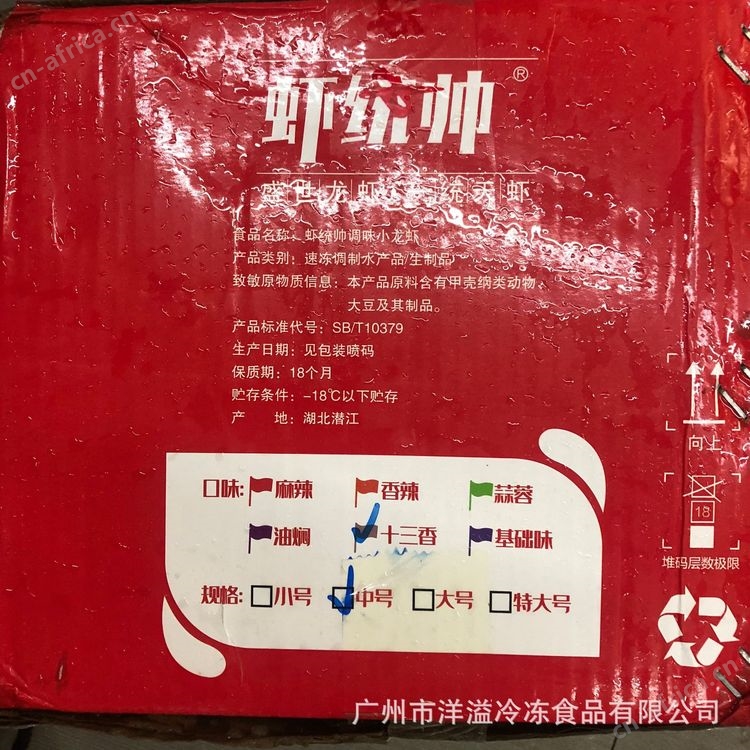 cn-africa.cn
虾统帅®
盛世龙虾 一统天虾
食品名称：虾统帅调味小龙虾
产品类别：速冻调制水产品/生制品
致敏原物质信息：本产品原料含有甲壳纲类动物、
大豆及其制品。
产品标准代号：SB/T10379
生产日期：见包装喷码
保质期：18个月
贮存条件：-18℃以下贮存
产 地：湖北潜江
向上
18
堆码层数极限
口味: 麻辣 香辣 蒜蓉
油焖 十三香 基础味
规格: 小号 中号 大号 特大号
广州市洋溢冷冻食品有限公司